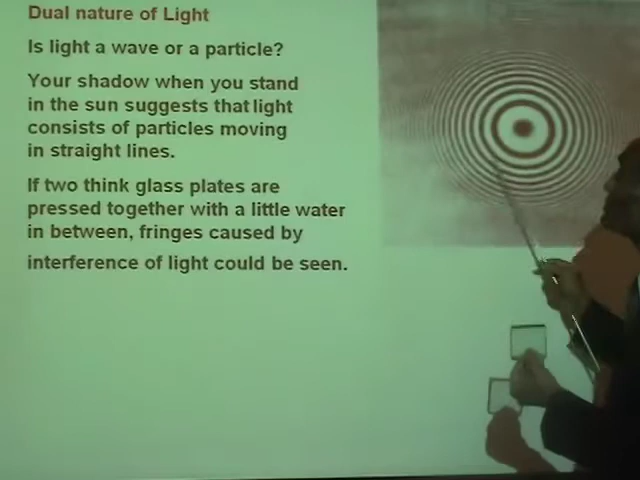 Dual nature of Light
Is light a wave or a particle?
Your shadow when you stand
in the sun suggests that light
consists of particles moving
in straight lines.
If two think glass plates are
pressed together with a little water
in between, fringes caused by
interference of light could be seen.